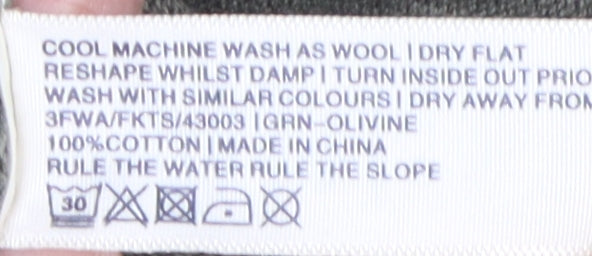 COOL MACHINE WASH AS WOOL | DRY FLAT
RESHAPE WHILST DAMP | TURN INSIDE OUT PRIO
WASH WITH SIMILAR COLOURS | DRY AWAY FROM
3FWA/FKTS/43003 | GRN-OLIVINE
100%COTTON | MADE IN CHINA
RULE THE WATER RULE THE SLOPE
30